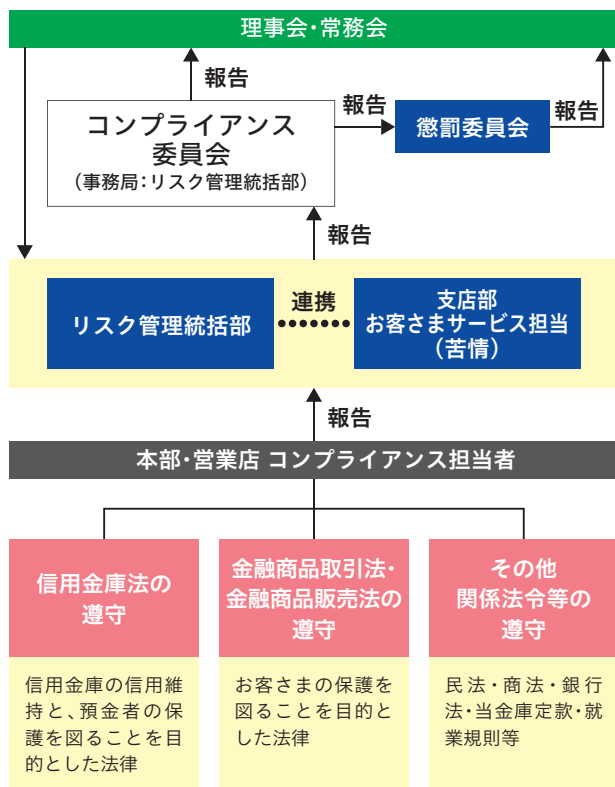 理事会・常務会
報告
コンプライアンス
委員会
（事務局：リスク管理統括部）
報告
懲罰委員会
報告
報告
リスク管理統括部
連携
支店部
お客さまサービス担当
（苦情）
報告
本部・営業店 コンプライアンス担当者
信用金庫法の
遵守
金融商品取引法・
金融商品販売法の
遵守
その他
関係法令等の
遵守
信用金庫の信用維
持と、預金者の保
護を図ることを目
的とした法律
お客さまの保護を
図ることを目的と
した法律
民法・商法・銀行
法・当金庫定款・就
業規則等